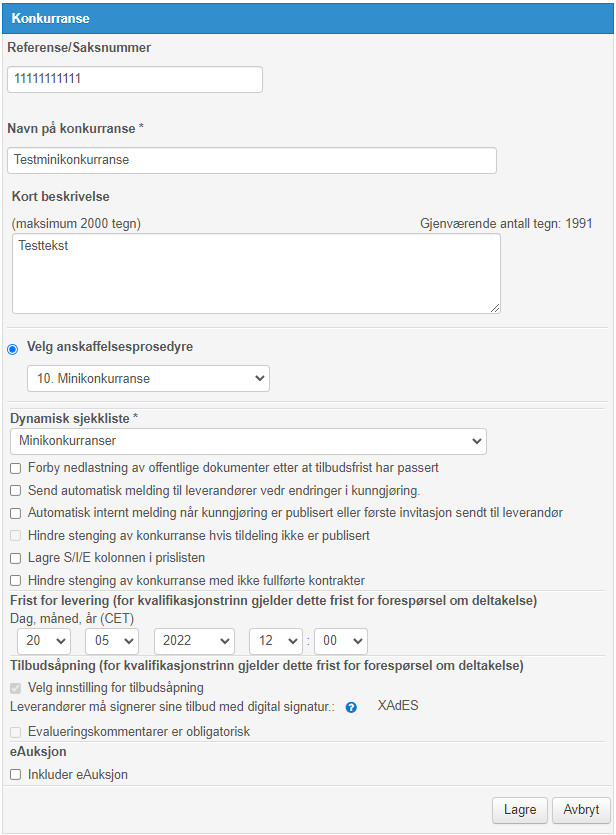 Konkurranse
Referense/Saksnummer
11111111111
Navn på konkurranse *
Testminikonkurranse
Kort beskrivelse
(maksimum 2000 tegn) Gjenværende antall tegn: 1991
Testtekst
Velg anskaffelsesprosedyre
10. Minikonkurranse
Dynamisk sjekkliste *
Minikonkurranser
Forby nedlastning av offentlige dokumenter etter at tilbudsfrist har passert
Send automatisk melding til leverandører vedr endringer i kunngjøring.
Automatisk internt melding når kunngjøring er publisert eller første invitasjon sendt til leverandør
Hindre stenging av konkurranse hvis tildeling ikke er publisert
Lagre S/I/E kolonnen i prislisten
Hindre stenging av konkurranse med ikke fullførte kontrakter
Frist for levering (for kvalifikasjonstrinn gjelder dette frist for forespørsel om deltakelse)
Dag, måned, år (CET)
20 05 2022 12 : 00
Tilbudsåpning (for kvalifikasjonstrinn gjelder dette frist for forespørsel om deltakelse)
Velg innstilling for tilbudsåpning
Leverandører må signerer sine tilbud med digital signatur.: ? XAdES
Evalueringskommentarer er obligatorisk
eAuksjon
Inkluder eAuksjon
Lagre Avbryt